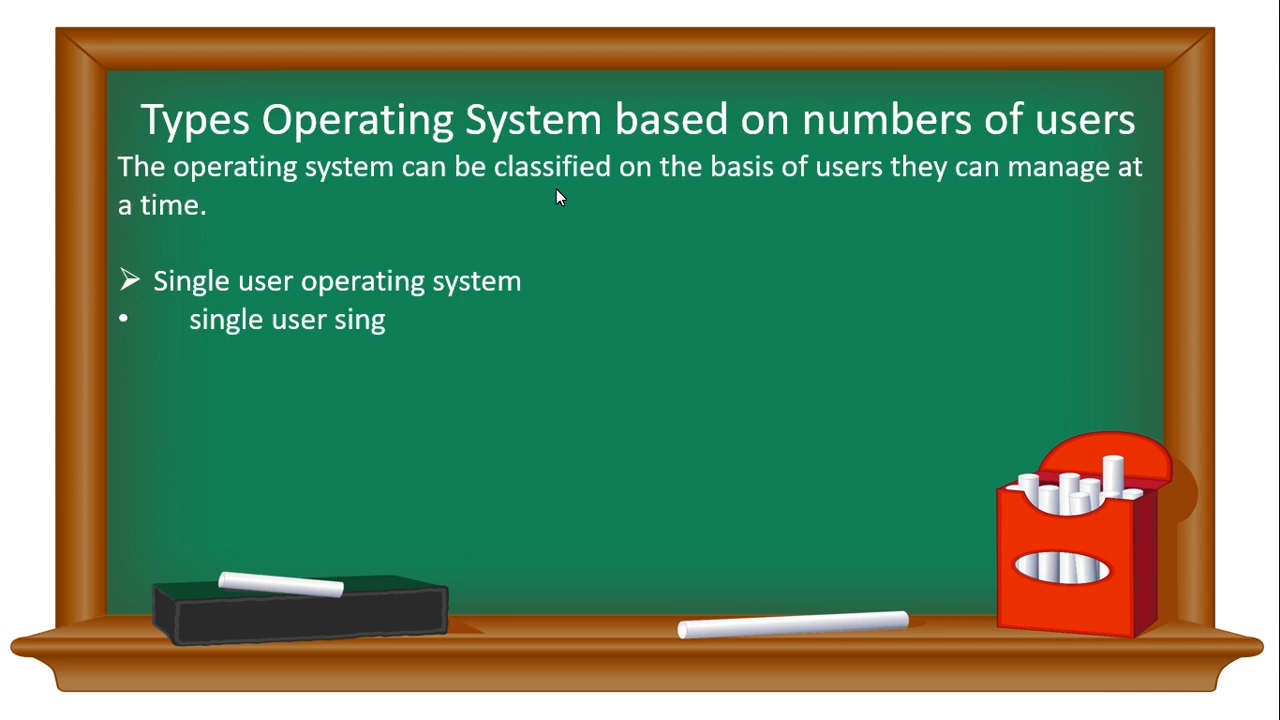 Types Operating System based on numbers of users
The operating system can be classified on the basis of users they can manage at
a time.
➢ Single user operating system
• single user sing